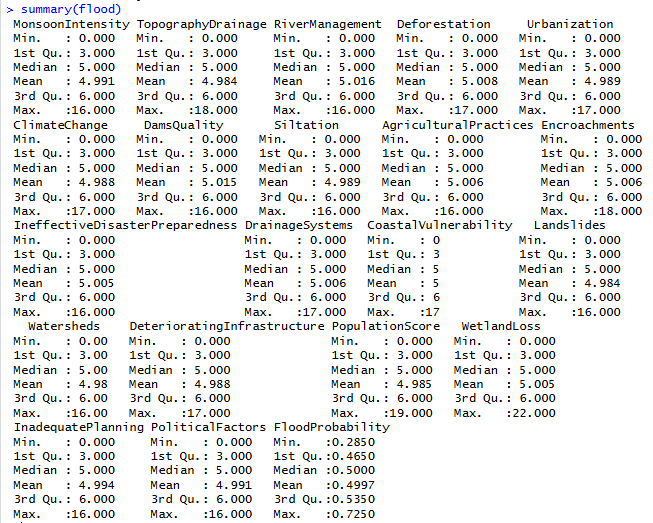 > summary(flood)
MonsoonIntensity TopographyDrainage RiverManagement Deforestation Urbanization
Min. : 0.000 Min. : 0.000 Min. : 0.000 Min. : 0.000 Min. : 0.000
1st Qu.: 3.000 1st Qu.: 3.000 1st Qu.: 3.000 1st Qu.: 3.000 1st Qu.: 3.000
Median : 5.000 Median : 5.000 Median : 5.000 Median : 5.000 Median : 5.000
Mean : 4.991 Mean : 4.984 Mean : 5.016 Mean : 5.008 Mean : 4.989
3rd Qu.: 6.000 3rd Qu.: 6.000 3rd Qu.: 6.000 3rd Qu.: 6.000 3rd Qu.: 6.000
Max. :16.000 Max. :18.000 Max. :16.000 Max. :17.000 Max. :17.000
ClimateChange DamsQuality Siltation AgriculturalPractices Encroachments
Min. : 0.000 Min. : 0.000 Min. : 0.000 Min. : 0.000 Min. : 0.000
1st Qu.: 3.000 1st Qu.: 3.000 1st Qu.: 3.000 1st Qu.: 3.000 1st Qu.: 3.000
Median : 5.000 Median : 5.000 Median : 5.000 Median : 5.000 Median : 5.000
Mean : 4.988 Mean : 5.015 Mean : 4.989 Mean : 5.006 Mean : 5.006
3rd Qu.: 6.000 3rd Qu.: 6.000 3rd Qu.: 6.000 3rd Qu.: 6.000 3rd Qu.: 6.000
Max. :17.000 Max. :16.000 Max. :16.000 Max. :16.000 Max. :18.000
IneffectiveDisasterPreparedness DrainageSystems CoastalVulnerability Landslides
Min. : 0.000 Min. : 0.000 Min. : 0 Min. : 0.000
1st Qu.: 3.000 1st Qu.: 3.000 1st Qu.: 3 1st Qu.: 3.000
Median : 5.000 Median : 5.000 Median : 5 Median : 5.000
Mean : 5.005 Mean : 5.006 Mean : 5 Mean : 4.984
3rd Qu.: 6.000 3rd Qu.: 6.000 3rd Qu.: 6 3rd Qu.: 6.000
Max. :16.000 Max. :17.000 Max. :17 Max. :16.000
Watersheds DeterioratingInfrastructure PopulationScore WetlandLoss
Min. : 0.00 Min. : 0.000 Min. : 0.000 Min. : 0.000
1st Qu.: 3.00 1st Qu.: 3.000 1st Qu.: 3.000 1st Qu.: 3.000
Median : 5.00 Median : 5.000 Median : 5.000 Median : 5.000
Mean : 4.98 Mean : 4.988 Mean : 4.985 Mean : 5.005
3rd Qu.: 6.00 3rd Qu.: 6.000 3rd Qu.: 6.000 3rd Qu.: 6.000
Max. :16.00 Max. :17.000 Max. :19.000 Max. :22.000
InadequatePlanning PoliticalFactors FloodProbability
Min. : 0.000 Min. : 0.000 Min. :0.2850
1st Qu.: 3.000 1st Qu.: 3.000 1st Qu.:0.4650
Median : 5.000 Median : 5.000 Median :0.5000
Mean : 4.994 Mean : 4.991 Mean :0.4997
3rd Qu.: 6.000 3rd Qu.: 6.000 3rd Qu.:0.5350
Max. :16.000 Max. :16.000 Max. :0.7250